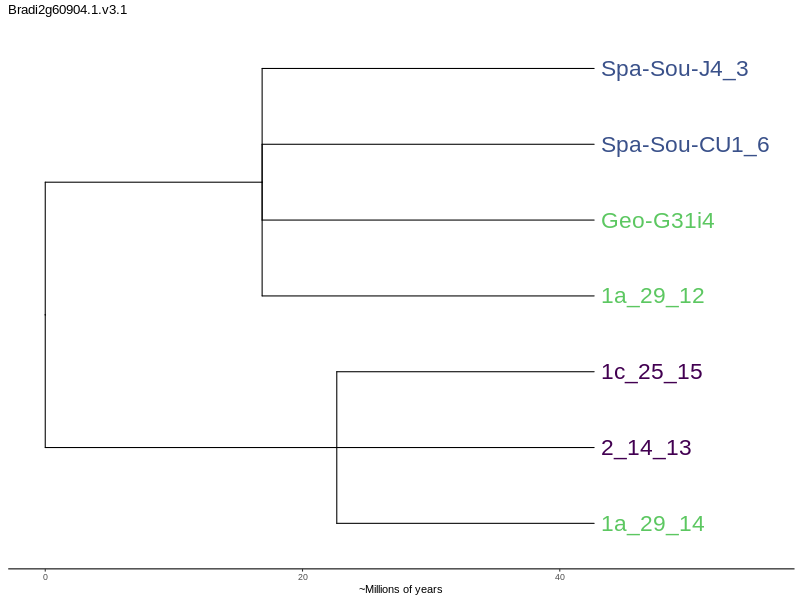 Bradi2g60904.1.v3.1
Spa-Sou-J4_3
Spa-Sou-CU1_6
Geo-G31i4
1a_29_12
1c_25_15
2_14_13
1a_29_14
0
20
40
~Millions of years